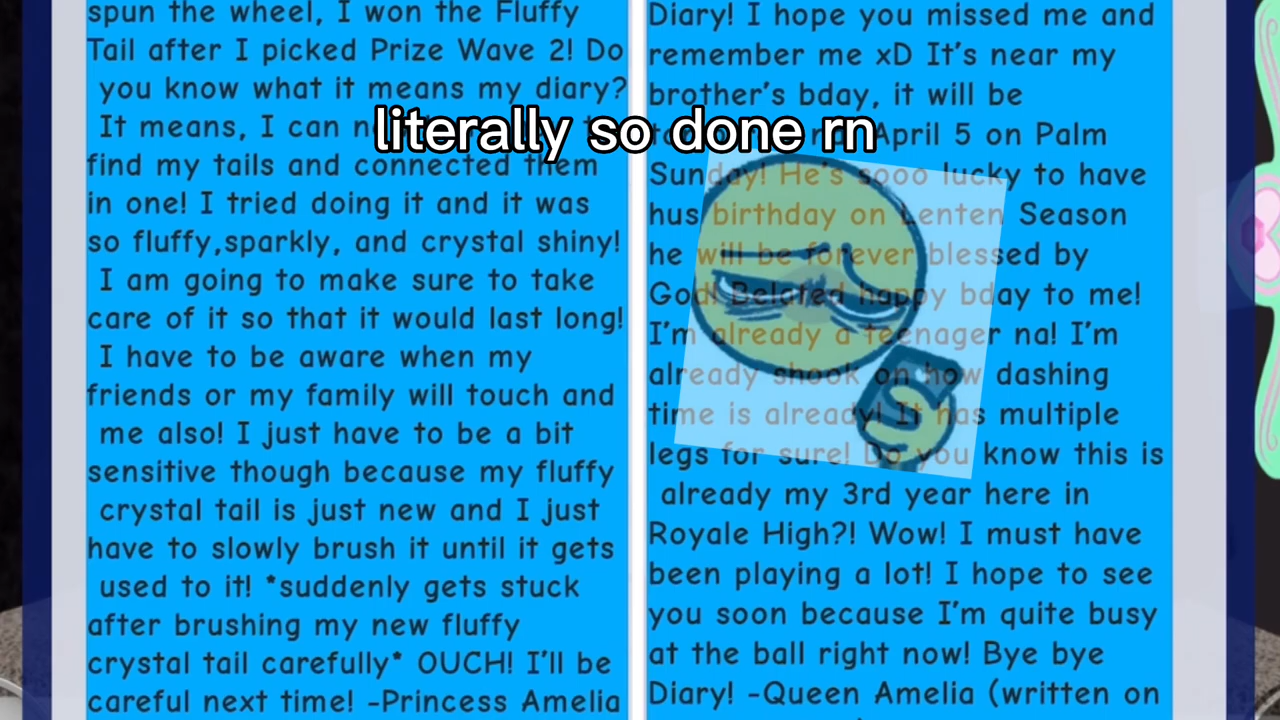 spun the wheel, I won the Fluffy
Tail after I picked Prize Wave 2! Do
you know what it means my diary?
It means, I can
find my tails and connected them
in one! I tried doing it and it was
so fluffy,sparkly, and crystal shiny!
I am going to make sure to take
care of it so that it would last long!
I have to be aware when my
friends or my family will touch and
me also! I just have to be a bit
sensitive though because my fluffy
crystal tail is just new and I just
have to slowly brush it until it gets
used to it! *suddenly gets stuck
after brushing my new fluffy
crystal tail carefully* OUCH! I'll be
careful next time! -Princess Amelia
literally so done rn
Diary! I hope you missed me and
remember me xD It's near my
brother's bday, it will be
April 5 on Palm
Sunday! He's sooo lucky to have
hus birthday on Lenten Season
he will be forever blessed by
God! Belated happy bday to me!
I'm already a teenager na! I'm
already shook on how dashing
time is already! It has multiple
legs for sure! Do you know this is
already my 3rd year here in
Royale High?! Wow! I must have
been playing a lot! I hope to see
you soon because I'm quite busy
at the ball right now! Bye bye
Diary! -Queen Amelia (written on